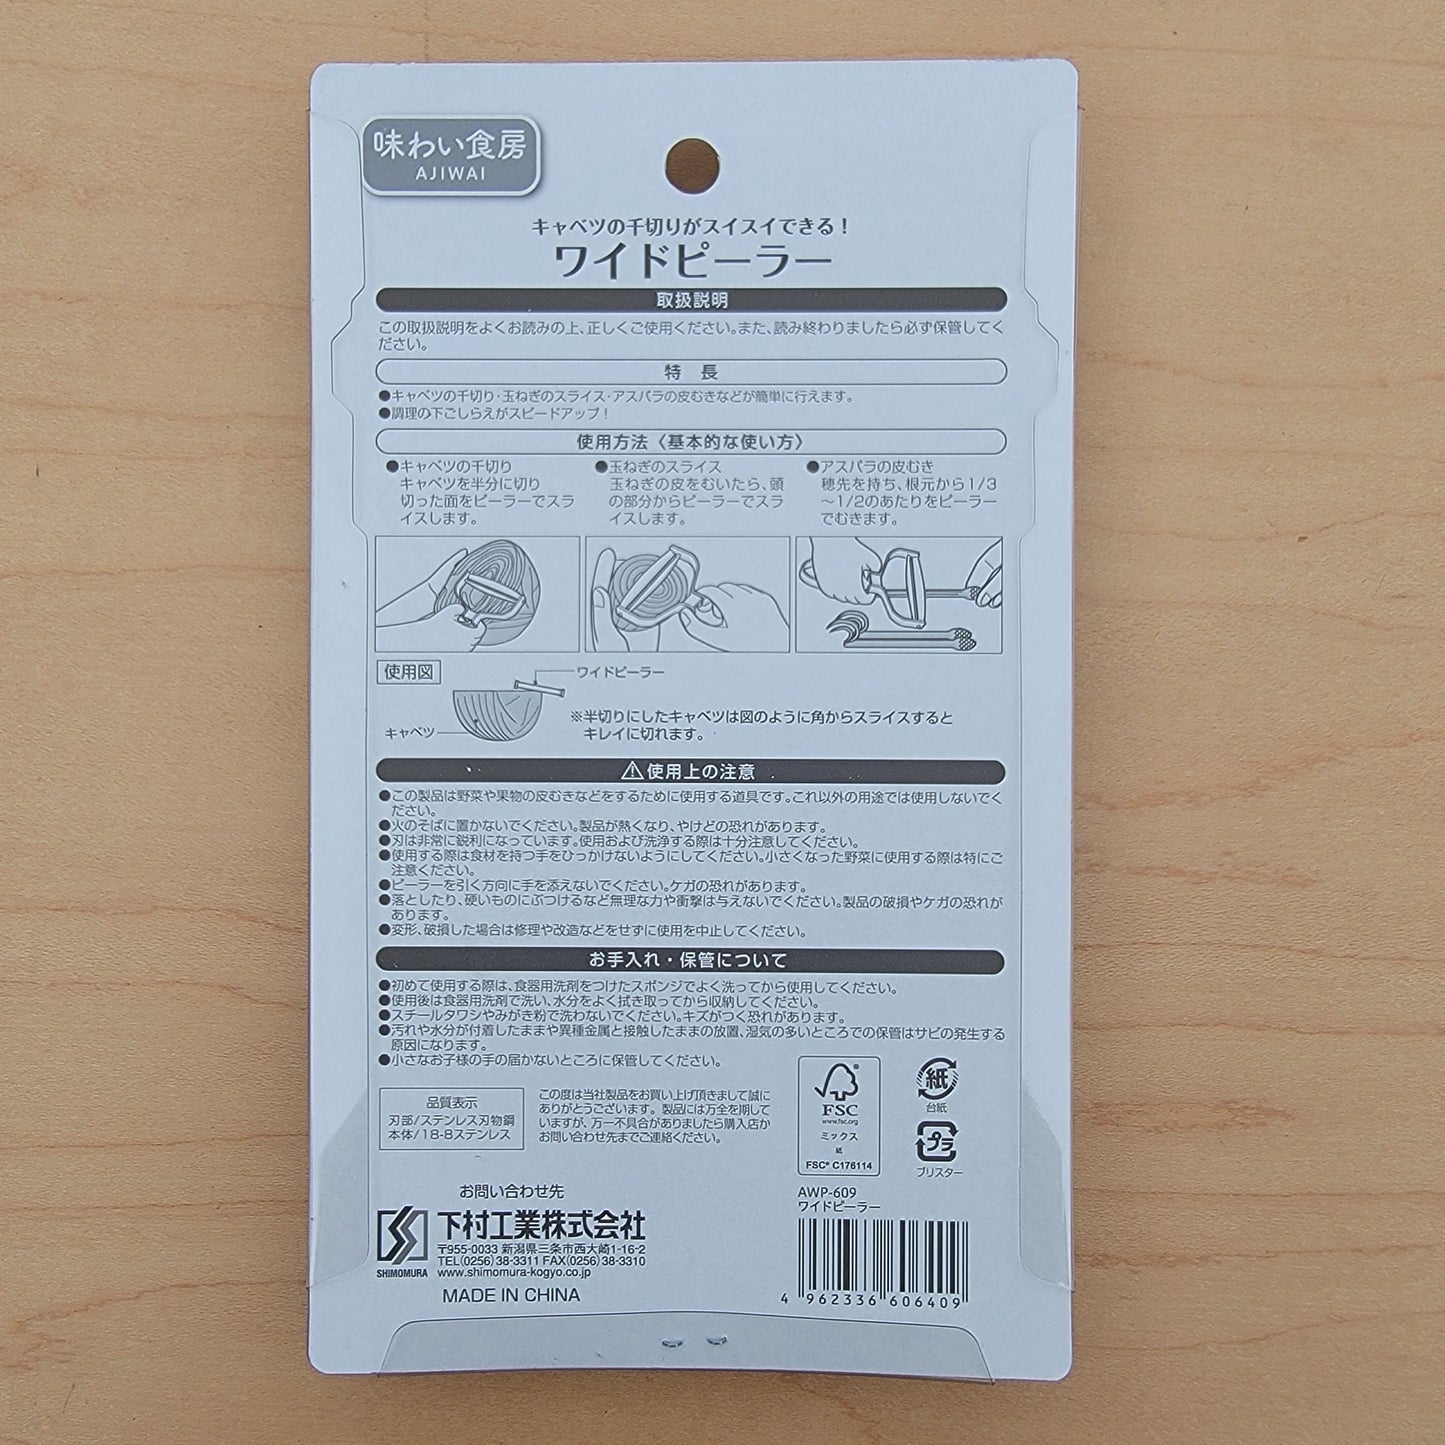 味わい食房
AJIWAI
キャベツの千切りがスイスイできる！
ワイドピーラー
取扱説明
この取扱説明をよくお読みの上、正しくご使用ください。また、読み終わりましたら必ず保管してく
ださい。
特 長
●キャベツの千切り・玉ねぎのスライス・アスパラの皮むきなどが簡単に行えます。
●調理の下ごしらえがスピードアップ！
使用方法〈基本的な使い方〉
●キャベツの千切り
キャベツを半分に切り
切った面をピーラーでスラ
イスします。
●玉ねぎのスライス
玉ねぎの皮をむいたら、頭
の部分からピーラーでスラ
イスします。
●アスパラの皮むき
穂先を持ち、根元から1/3
～1/2のあたりをピーラー
でむきます。
使用図
ワイドピーラー
キャベツ
※半切りにしたキャベツは図のように角からスライスすると
キレイに切れます。
⚠使用上の注意
●この製品は野菜や果物の皮むきなどをするために使用する道具です。これ以外の用途では使用しないでく
ださい。
●火のそばに置かないでください。製品が熱くなり、やけどの恐れがあります。
●刃は非常に鋭利になっています。使用および洗浄する際は十分注意してください。
●使用する際は食材を持つ手をひっかけないようにしてください。小さくなった野菜に使用する際は特にご
注意ください。
●ピーラーを引く方向に手を添えないでください。ケガの恐れがあります。
●落としたり、硬いものにぶつけるなど無理な力や衝撃は与えないでください。製品の破損やケガの恐れが
あります。
●変形、破損した場合は修理や改造などをせずに使用を中止してください。
お手入れ・保管について
●初めて使用する際は、食器用洗剤をつけたスポンジでよく洗ってから使用してください。
●使用後は食器用洗剤で洗い、水分をよく拭き取ってから収納してください。
●スチールタワシやみがき粉で洗わないでください。キズがつく恐れがあります。
●汚れや水分が付着したままや異種金属と接触したままの放置、湿気の多いところでの保管はサビの発生する
原因になります。
●小さなお子様の手の届かないところに保管してください。
品質表示
刃部/ステンレス刃物鋼
本体/18-8ステンレス
この度は当社製品をお買い上げ頂きまして誠に
ありがとうございます。製品には万全を期して
いますが、万一不具合がありましたら購入店か
お問い合わせ先までご連絡ください。
FSC
www.fsc.org
ミックス
紙
FSC® C176114
紙
台紙
プラ
ブリスター
お問い合わせ先
SHIMOMURA
下村工業株式会社
〒955-0033 新潟県三条市西大崎1-16-2
TEL(0256)38-3311 FAX(0256)38-3310
www.shimomura-kogyo.co.jp
MADE IN CHINA
AWP-609
ワイドピーラー
4 962336 606409